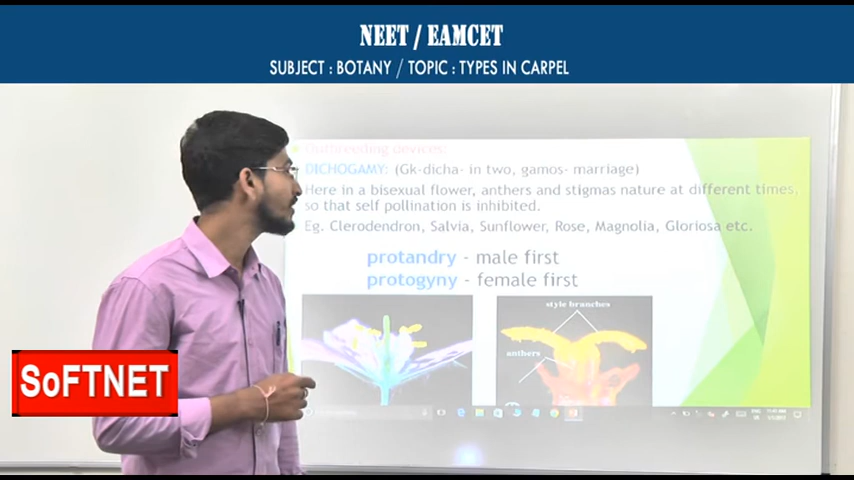 NEET / EAMCET
SUBJECT : BOTANY / TOPIC : TYPES IN CARPEL
Outbreeding devices:
DICHOGAMY: (Gk-dicha- in two, gamos- marriage)
Here in a bisexual flower, anthers and stigmas nature at different times,
so that self pollination is inhibited.
Eg. Clerodendron, Salvia, Sunflower, Rose, Magnolia, Gloriosa etc.
protandry - male first
protogyny - female first
style branches
anthers
SoFTNET